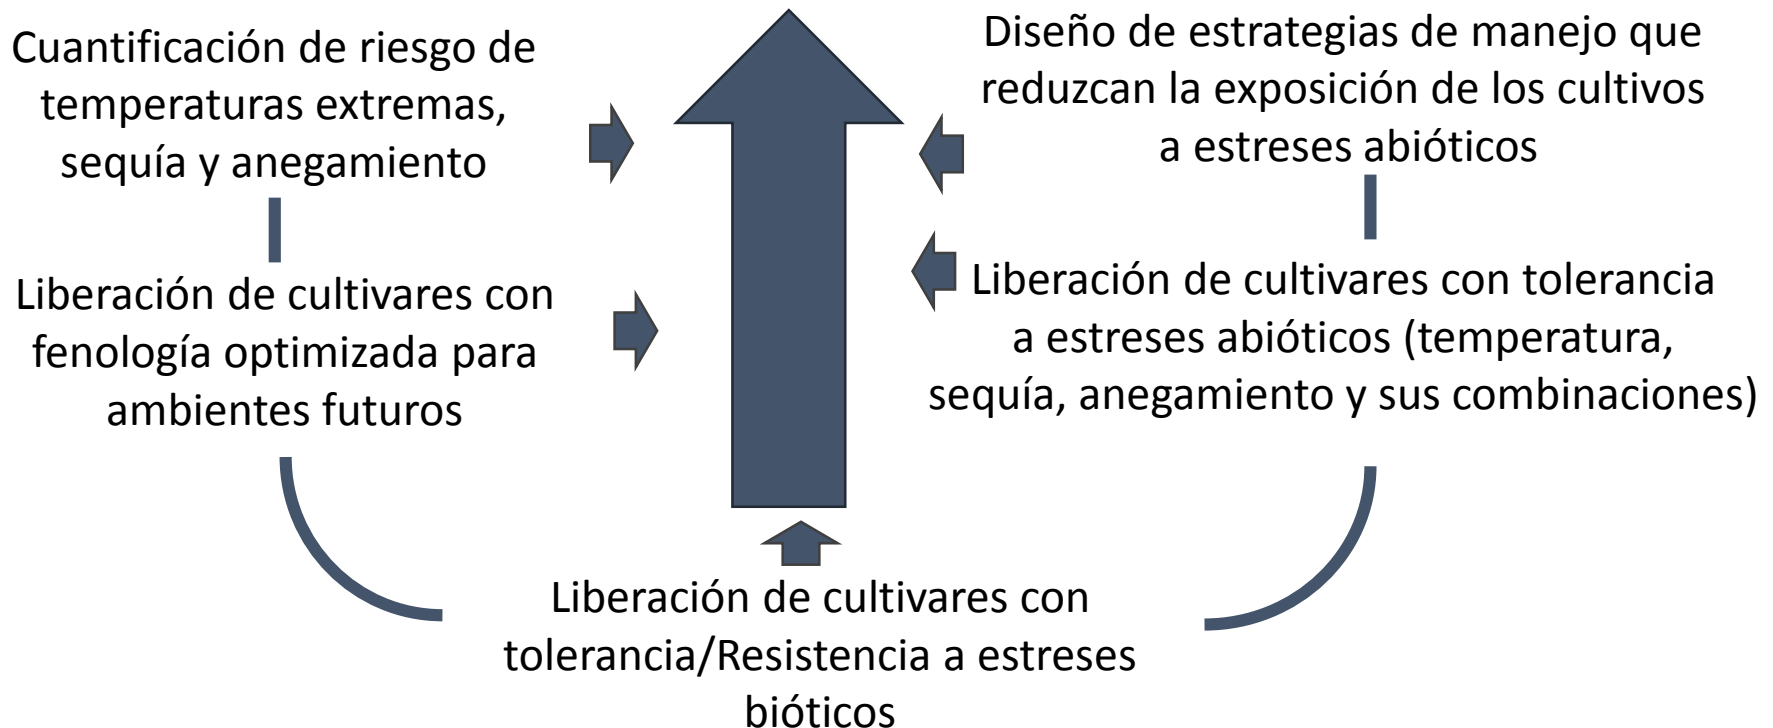 Cuantificación de riesgo de
temperaturas extremas,
sequía y anegamiento
Diseño de estrategias de manejo que
reduzcan la exposición de los cultivos
a estreses abióticos
Liberación de cultivares con
fenología optimizada para
ambientes futuros
Liberación de cultivares con tolerancia
a estreses abióticos (temperatura,
sequía, anegamiento y sus combinaciones)
Liberación de cultivares con
tolerancia/Resistencia a estreses
bióticos